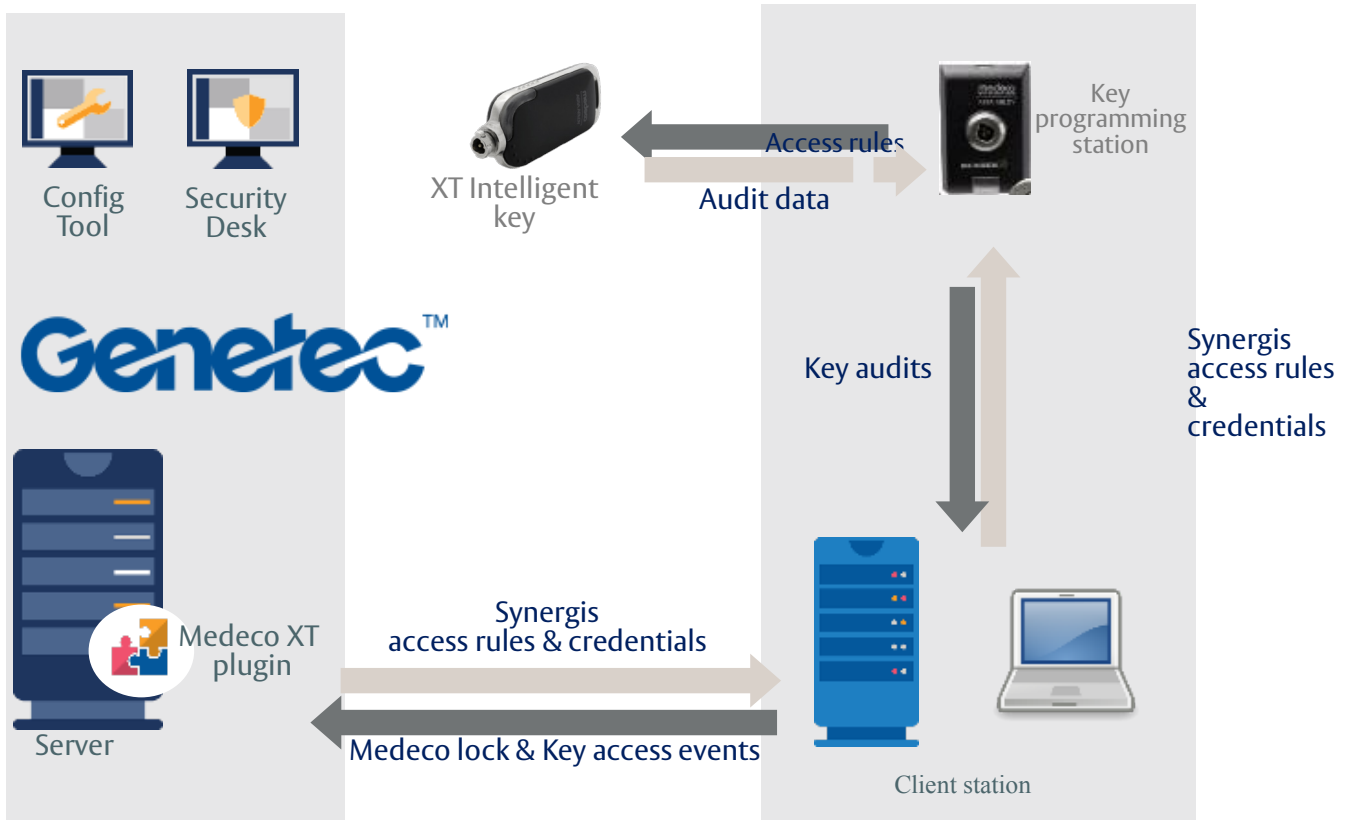 Config
Tool
Security
Desk
XT Intelligent
key
Access rules
Audit data
Key
programming
station
Genetec™
Key audits
Synergis
access rules
&
credentials
Medeco XT
plugin
Server
Synergis
access rules & credentials
Medeco lock & Key access events
Client station